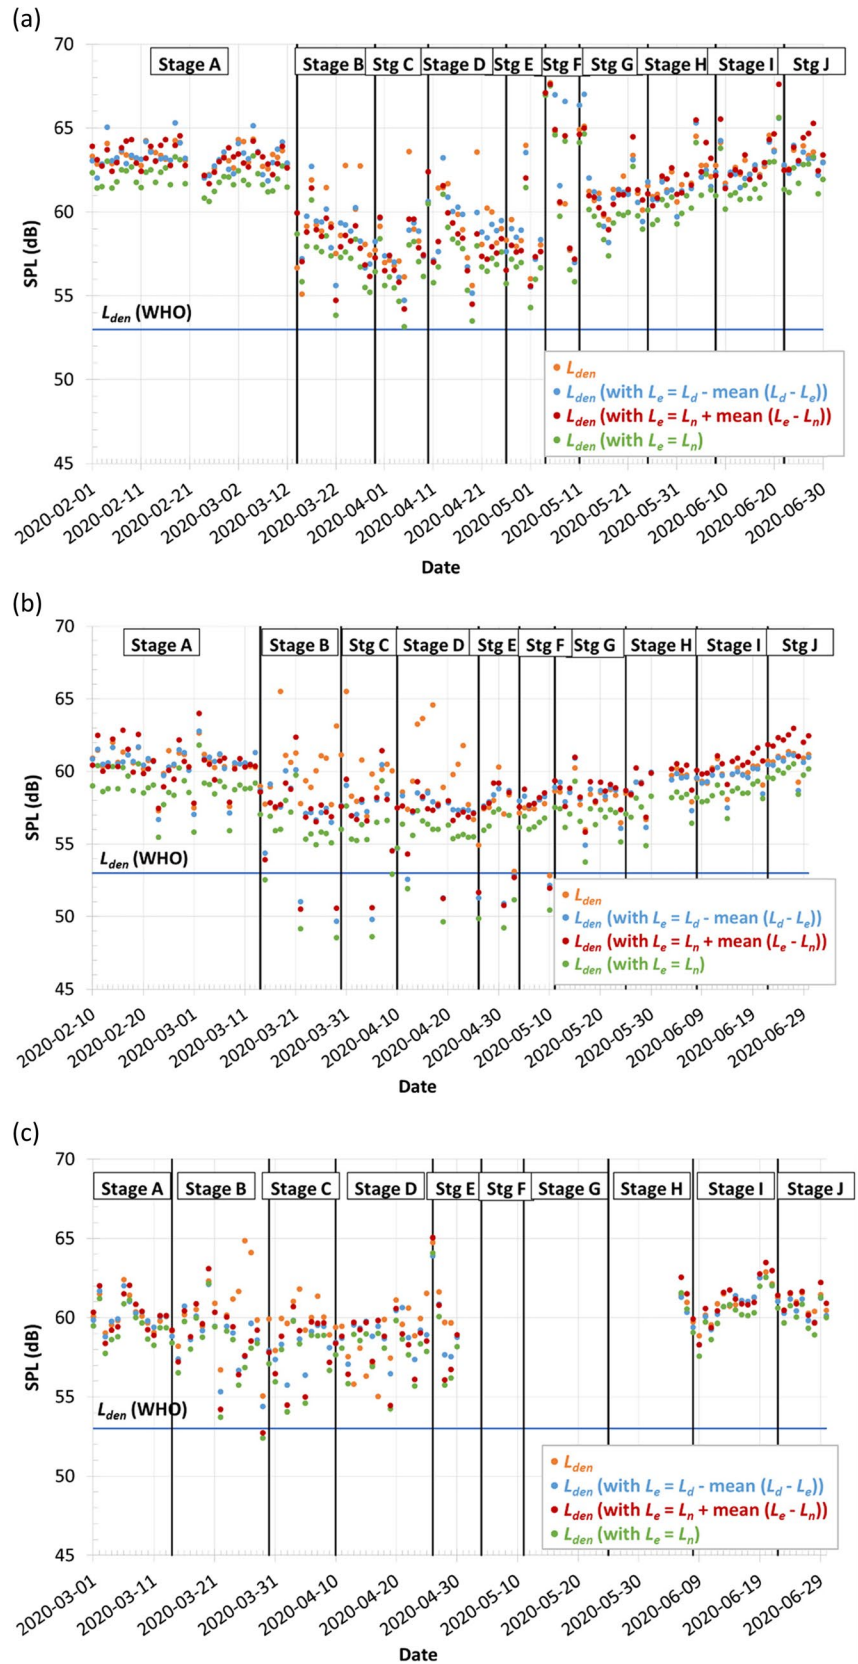 (a)
70
65
60
55
50
45
SPL (dB)
Stage A
Stage B
Stg C
Stage D
Stg E
Stg F
Stg G
Stage H
Stage I
Stg J
Lden (WHO)
Lden
Lden (with Le = Ld - mean (Ld - Le))
Lden (with Le = Ln + mean (Le - Ln))
Lden (with Le = Ln)
2020-02-01
2020-02-11
2020-02-21
2020-03-02
2020-03-12
2020-03-22
2020-04-01
2020-04-11
2020-04-21
2020-05-01
2020-05-11
2020-05-21
2020-05-31
2020-06-10
2020-06-20
2020-06-30
Date
(b)
70
65
60
55
50
45
SPL (dB)
Stage A
Stage B
Stg C
Stage D
Stg E
Stg F
Stg G
Stage H
Stage I
Stg J
Lden (WHO)
Lden
Lden (with Le = Ld - mean (Ld - Le))
Lden (with Le = Ln + mean (Le - Ln))
Lden (with Le = Ln)
2020-02-10
2020-02-20
2020-03-01
2020-03-11
2020-03-21
2020-03-31
2020-04-10
2020-04-20
2020-04-30
2020-05-10
2020-05-20
2020-05-30
2020-06-09
2020-06-19
2020-06-29
Date
(c)
70
65
60
55
50
45
SPL (dB)
Stage A
Stage B
Stage C
Stage D
Stg E
Stg F
Stage G
Stage H
Stage I
Stage J
Lden (WHO)
Lden
Lden (with Le = Ld - mean (Ld - Le))
Lden (with Le = Ln + mean (Le - Ln))
Lden (with Le = Ln)
2020-03-01
2020-03-11
2020-03-21
2020-03-31
2020-04-10
2020-04-20
2020-04-30
2020-05-10
2020-05-20
2020-05-30
2020-06-09
2020-06-19
2020-06-29
Date